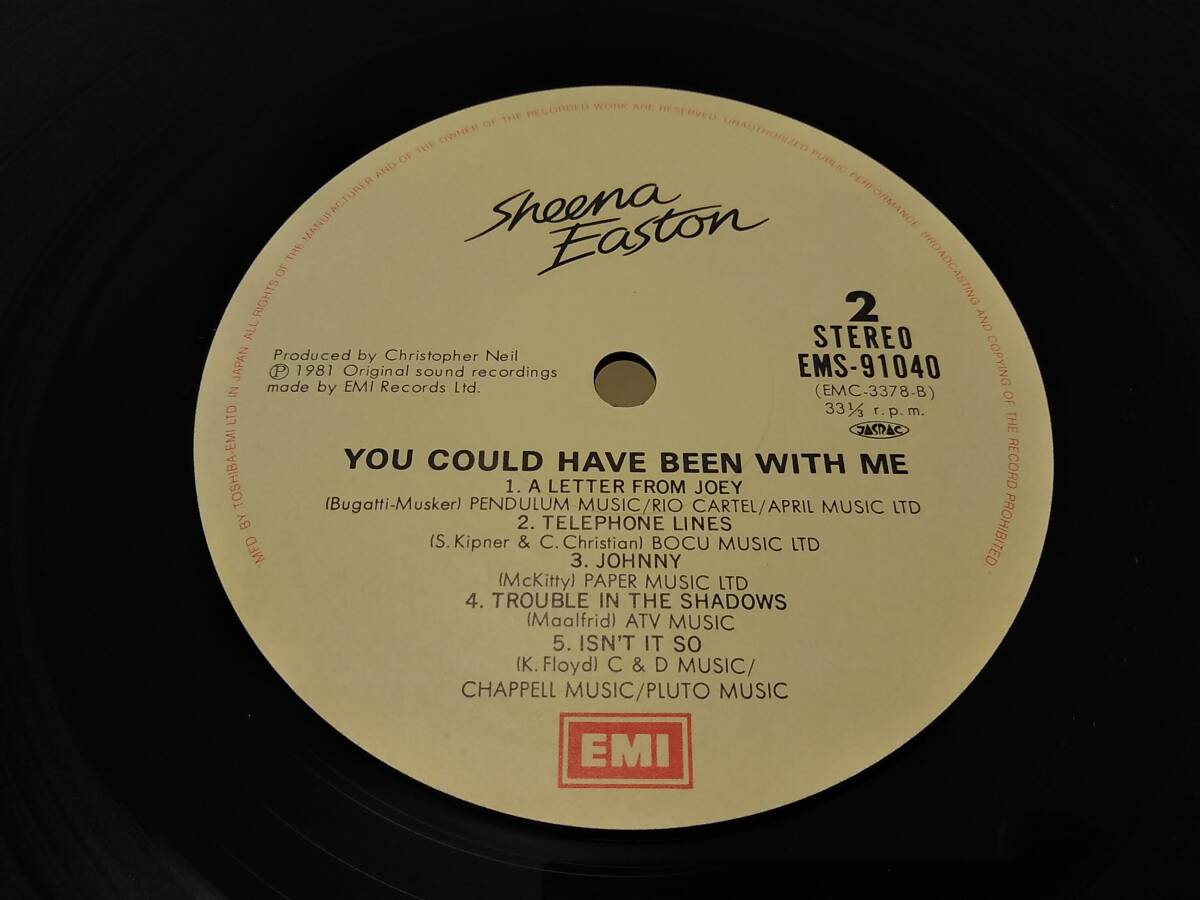 "MFD BY TOSHIBA-EMI LTD IN JAPAN ALL RIGHTS OF THE MANUFACTURER AND OF THE OWNER OF THE RECORDED WORK ARE RESERVED UNAUTHORIZED PUBLIC PERFORMANCE BROADCASTING AND COPYING OF THE RECORD PROHIBITED."
Sheena
Easton
2
STEREO
EMS-91040
(EMC-3378-B)
33⅓ r.p.m.
JASRAC
Produced by Christopher Neil
Ⓟ 1981 Original sound recordings
made by EMI Records Ltd.
YOU COULD HAVE BEEN WITH ME
1. A LETTER FROM JOEY
(Bugatti-Musker) PENDULUM MUSIC/RIO CARTEL/APRIL MUSIC LTD
2. TELEPHONE LINES
(S. Kipner & C. Christian) BOCU MUSIC LTD
3. JOHNNY
(McKitty) PAPER MUSIC LTD
4. TROUBLE IN THE SHADOWS
(Maalfrid) ATV MUSIC
5. ISN'T IT SO
(K. Floyd) C & D MUSIC/
CHAPPELL MUSIC/PLUTO MUSIC
EMI